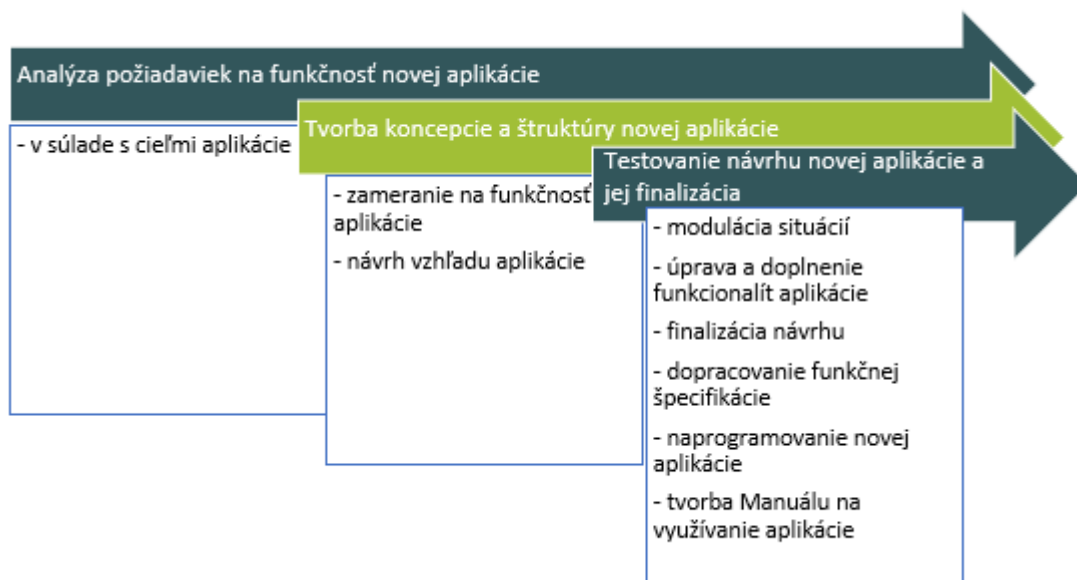 Analýza požiadaviek na funkčnosť novej aplikácie
- v súlade s cieľmi aplikácie
Tvorba koncepcie a štruktúry novej aplikácie
- zameranie na funkčnosť
aplikácie
- návrh vzhľadu aplikácie
Testovanie návrhu novej aplikácie a
jej finalizácia
- modulácia situácií
- úprava a doplnenie
funkcionalít aplikácie
- finalizácia návrhu
- dopracovanie funkčnej
špecifikácie
- naprogramovanie novej
aplikácie
- tvorba Manuálu na
využívanie aplikácie